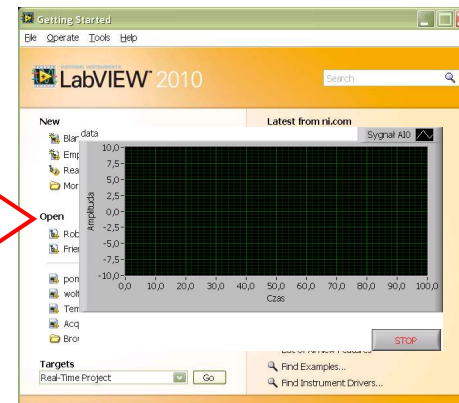 Getting Started
File Operate Tools Help
NATIONAL INSTRUMENTS
LabVIEW 2010
Search
New
Latest from ni.com
data
Sygnał AI0
Amplituda
10,0
7,5
5,0
2,5
0,0
-2,5
-5,0
-7,5
-10,0
0,0 10,0 20,0 30,0 40,0 50,0 60,0 70,0 80,0 90,0 100,0
Czas
Open
STOP
Targets
Real-Time Project
Go
Find Examples...
Find Instrument Drivers...